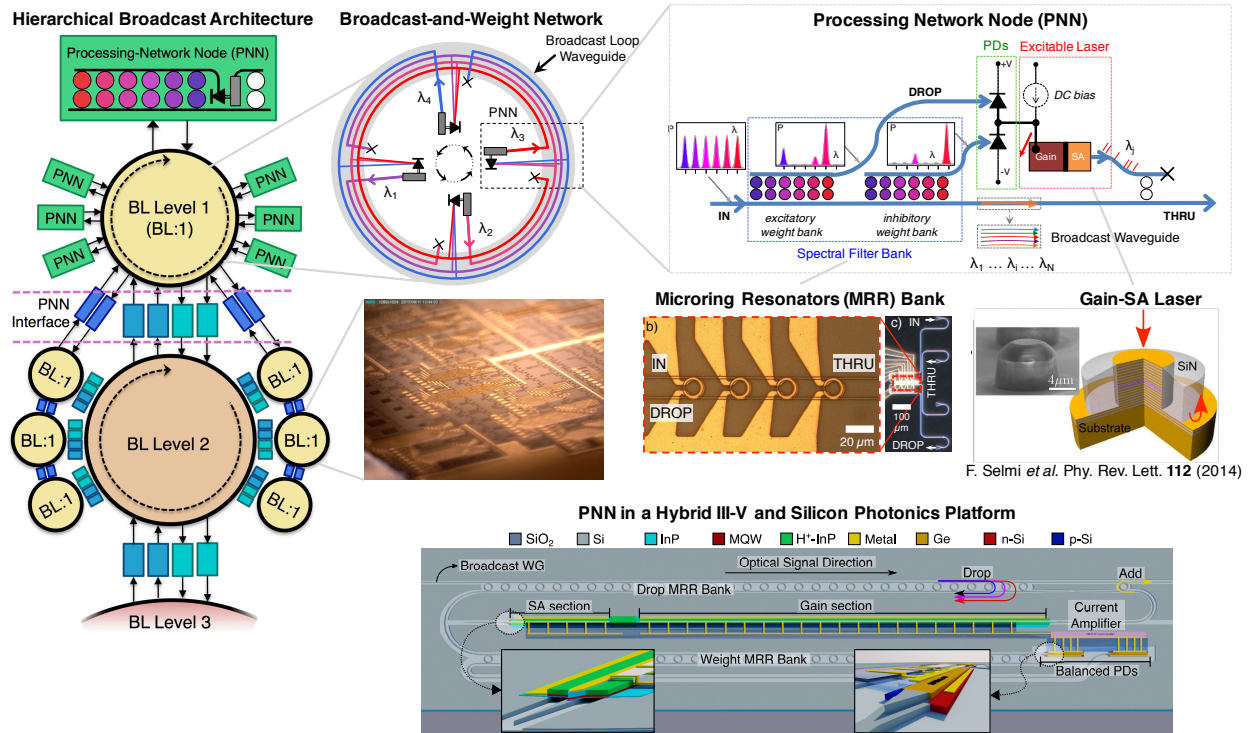 Hierarchical Broadcast Architecture
Processing-Network Node (PNN)
BL Level 1
(BL:1)
PNN
PNN
PNN
PNN
PNN
PNN
PNN
Interface
BL:1
BL:1
BL:1
BL:1
BL:1
BL:1
BL Level 2
BL Level 3
Broadcast-and-Weight Network
Broadcast Loop
Waveguide
λ4
PNN
λ3
λ1
λ2
Processing Network Node (PNN)
PDs
Excitable Laser
+V
DC bias
DROP
P
λ
P
λ
P
λ
Gain
SA
λj
-V
IN
THRU
excitatory
weight bank
inhibitory
weight bank
Spectral Filter Bank
Broadcast Waveguide
λ1 ... λi ... λN
Microring Resonators (MRR) Bank
b)
IN
THRU
DROP
20 µm
c)
IN
THRU
100
µm
DROP
Gain-SA Laser
4µm
SiN
Substrate
F. Selmi et al. Phy. Rev. Lett. 112 (2014)
PNN in a Hybrid III-V and Silicon Photonics Platform
SiO2 Si InP MQW H+-InP Metal Ge n-Si p-Si
Broadcast WG
Optical Signal Direction
Drop
Add
Drop MRR Bank
SA section
Gain section
Current
Amplifier
Weight MRR Bank
Balanced PDs